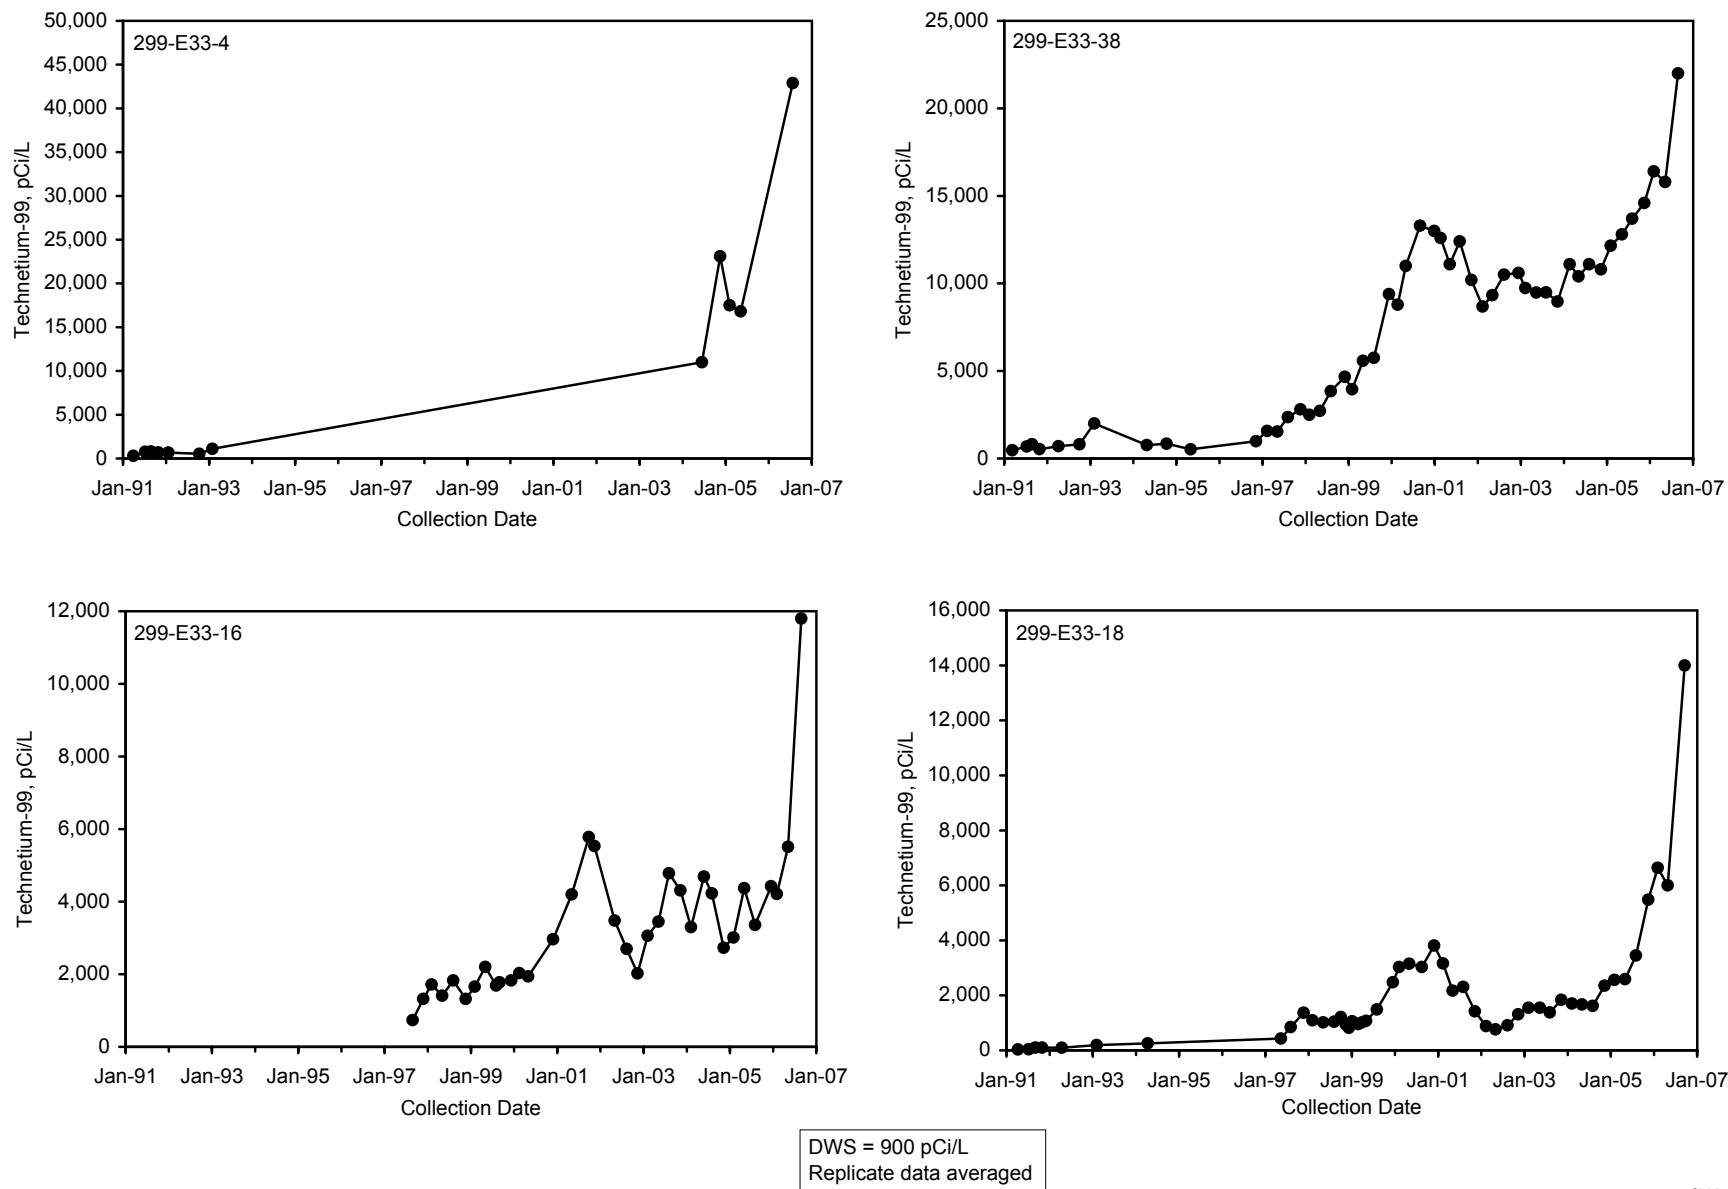 299-E33-4
50,000
45,000
40,000
35,000
30,000
25,000
20,000
15,000
10,000
5,000
0
Technetium-99, pCi/L
Jan-91 Jan-93 Jan-95 Jan-97 Jan-99 Jan-01 Jan-03 Jan-05 Jan-07
Collection Date
299-E33-38
25,000
20,000
15,000
10,000
5,000
0
Technetium-99, pCi/L
Jan-91 Jan-93 Jan-95 Jan-97 Jan-99 Jan-01 Jan-03 Jan-05 Jan-07
Collection Date
299-E33-16
12,000
10,000
8,000
6,000
4,000
2,000
0
Technetium-99, pCi/L
Jan-91 Jan-93 Jan-95 Jan-97 Jan-99 Jan-01 Jan-03 Jan-05 Jan-07
Collection Date
299-E33-18
16,000
14,000
12,000
10,000
8,000
6,000
4,000
2,000
0
Technetium-99, pCi/L
Jan-91 Jan-93 Jan-95 Jan-97 Jan-99 Jan-01 Jan-03 Jan-05 Jan-07
Collection Date
DWS = 900 pCi/L
Replicate data averaged